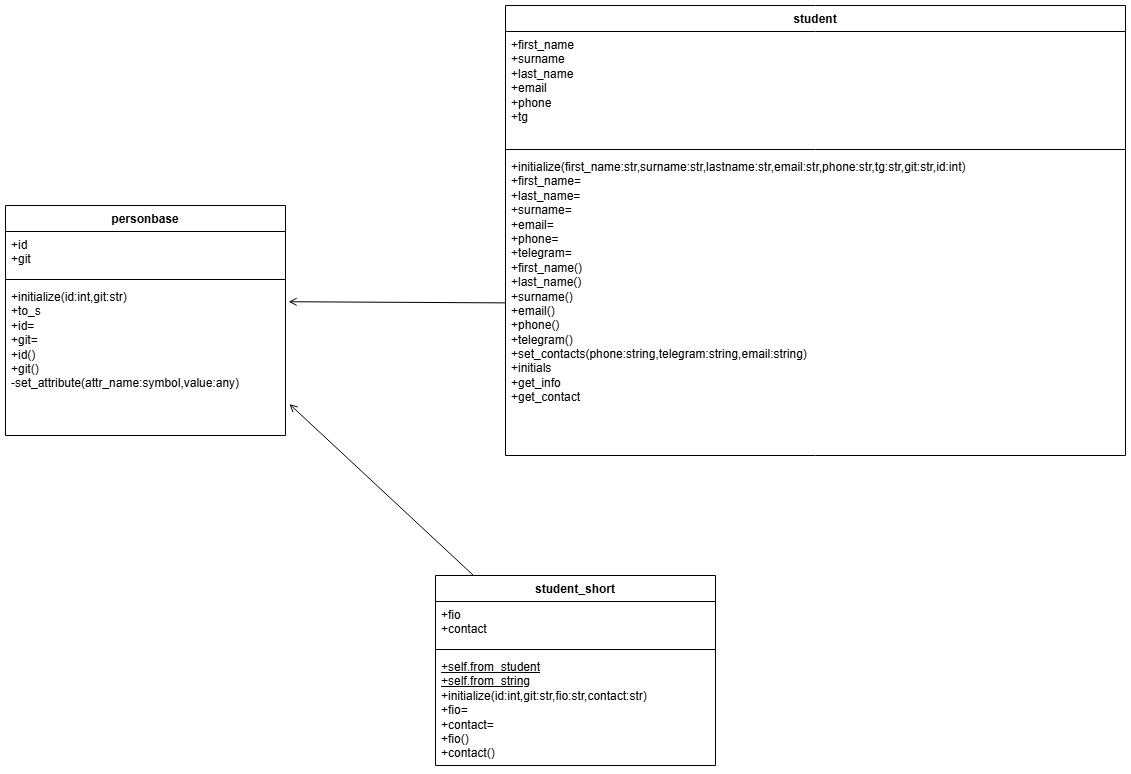 student
+first_name
+surname
+last_name
+email
+phone
+tg
+initialize(first_name:str,surname:str,lastname:str,email:str,phone:str,tg:str,git:str,id:int)
+first_name=
+last_name=
+surname=
+email=
+phone=
+telegram=
+first_name()
+last_name()
+surname()
+email()
+phone()
+telegram()
+set_contacts(phone:string,telegram:string,email:string)
+initials
+get_info
+get_contact
personbase
+id
+git
+initialize(id:int,git:str)
+to_s
+id=
+git=
+id()
+git()
-set_attribute(attr_name:symbol,value:any)
student_short
+fio
+contact
+self.from_student
+self.from_string
+initialize(id:int,git:str,fio:str,contact:str)
+fio=
+contact=
+fio()
+contact()